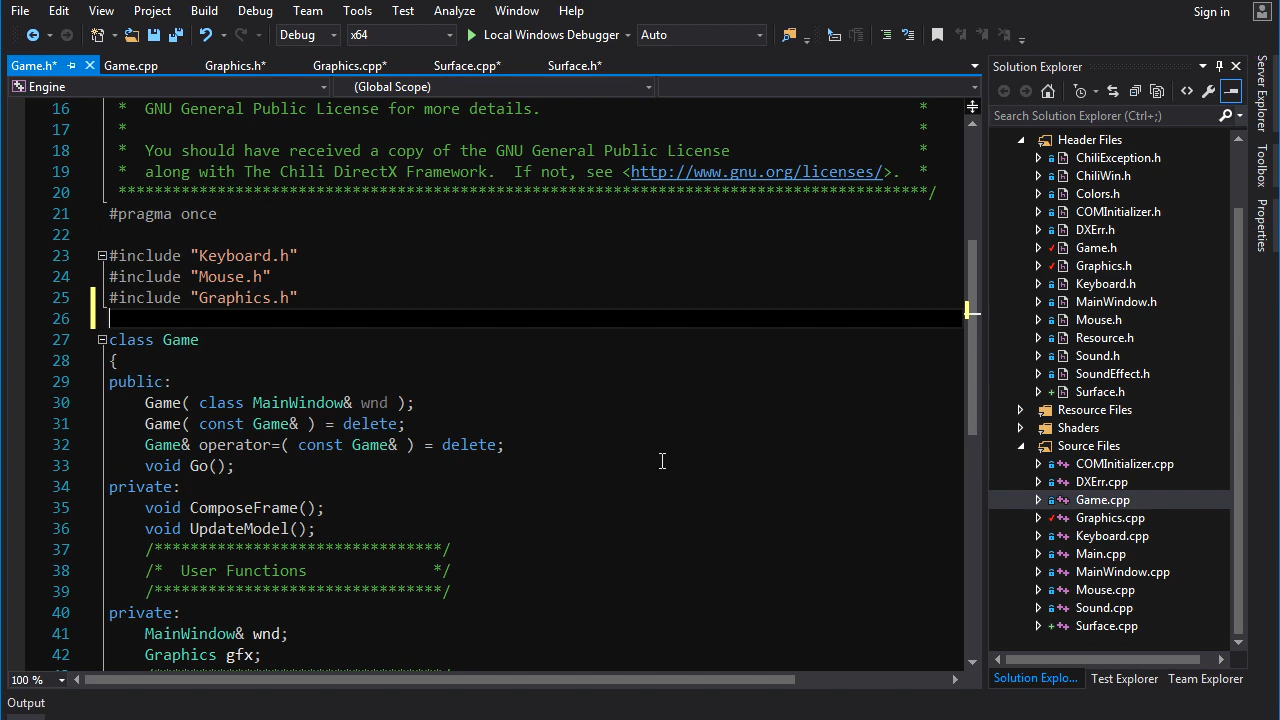 File Edit View Project Build Debug Team Tools Test Analyze Window Help Sign in
Debug x64 Local Windows Debugger Auto
Game.h* Game.cpp Graphics.h* Graphics.cpp* Surface.cpp* Surface.h*
Engine (Global Scope)
16 * GNU General Public License for more details. *
17 * *
18 * You should have received a copy of the GNU General Public License *
19 * along with The Chili DirectX Framework. If not, see <http://www.gnu.org/licenses/>. *
20 ******************************************************************************************/
21 #pragma once
22
23 #include "Keyboard.h"
24 #include "Mouse.h"
25 #include "Graphics.h"
26
27 class Game
28 {
29 public:
30 Game( class MainWindow& wnd );
31 Game( const Game& ) = delete;
32 Game& operator=( const Game& ) = delete;
33 void Go();
34 private:
35 void ComposeFrame();
36 void UpdateModel();
37 /********************************/
38 /* User Functions */
39 /********************************/
40 private:
41 MainWindow& wnd;
42 Graphics gfx;
100 %
Output
Solution Explorer
Search Solution Explorer (Ctrl+;)
Header Files
ChiliException.h
ChiliWin.h
Colors.h
COMInitializer.h
DXErr.h
Game.h
Graphics.h
Keyboard.h
MainWindow.h
Mouse.h
Resource.h
Sound.h
SoundEffect.h
Surface.h
Resource Files
Shaders
Source Files
COMInitializer.cpp
DXErr.cpp
Game.cpp
Graphics.cpp
Keyboard.cpp
Main.cpp
MainWindow.cpp
Mouse.cpp
Sound.cpp
Surface.cpp
Solution Explo... Test Explorer Team Explorer
Server Explorer
Toolbox
Properties